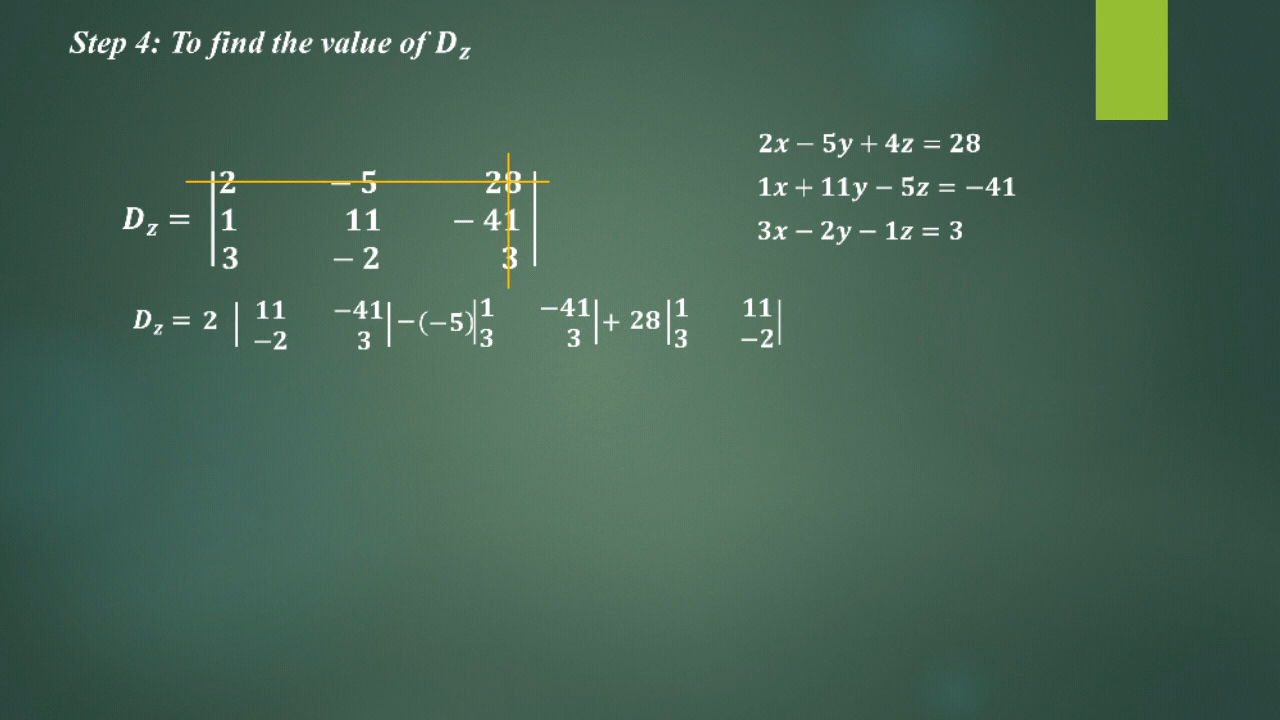 Step 4: To find the value of D_z
2x − 5y + 4z = 28
1x + 11y − 5z = −41
3x − 2y − 1z = 3
D_z = |2 − 5 28|
|1 11 − 41|
|3 − 2 3|
D_z = 2 | 11 −41| −(−5)|1 −41| + 28|1 11|
| −2 3| |3 3| |3 −2|